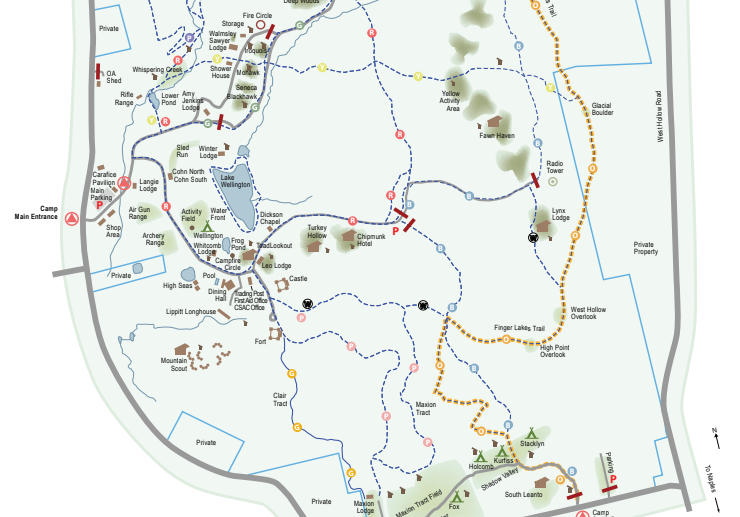 Deep Woods
s Trail
Fire Circle
Storage
G
Private
Walmsley
Sawyer
Lodge
P
Iroquois
R
B
R
Y
Shower
House
Mohawk
Y
Y
OA
Shed
Whispering Creek
Seneca
Blackhawk
Y
Rifle
Range
Lower
Pond
Amy
Jenkins
Lodge
G
Yellow
Activity
Area
Glacial
Boulder
West Hollow Road
Y
R
G
R
Fawn Haven
B
Sled
Run
Winter
Lodge
Radio
Tower
O
Carafice
Pavilion
Main
Parking
P
Langle
Lodge
Cohn North
Cohn South
Lake
Wellington
R
B
B
Camp
Main Entrance
Air Gun
Range
R
Activity
Field
Water
Front
Dickson
Chapel
R
P
Lynx
Lodge
Shop
Area
Wellington
Turkey
Hollow
Chipmunk
Hotel
O
Archery
Range
Whitcomb
Lodge
Frog
Pond
ToadLookout
B
Private
Property
Campfire
Circle
Leo Lodge
Private
Pool
Castle
High Seas
Dining
Hall
Trading Post
First Aid Office
CSAC Office
B
Lippitt Longhouse
P
West Hollow
Overlook
Finger Lakes Trail
Fort
P
O
High Point
Overlook
Mountain
Scout
O
B
P
G
Clair
Tract
Maxion
Tract
P
G
O
B
Private
P
Stacklyn
Kurtiss
Holcomb
N
To Naples
G
Shadow Valley
O
B
Parking
P
Private
Maxion
Lodge
Maxion Tract Field
Fox
South Leanto
Camp